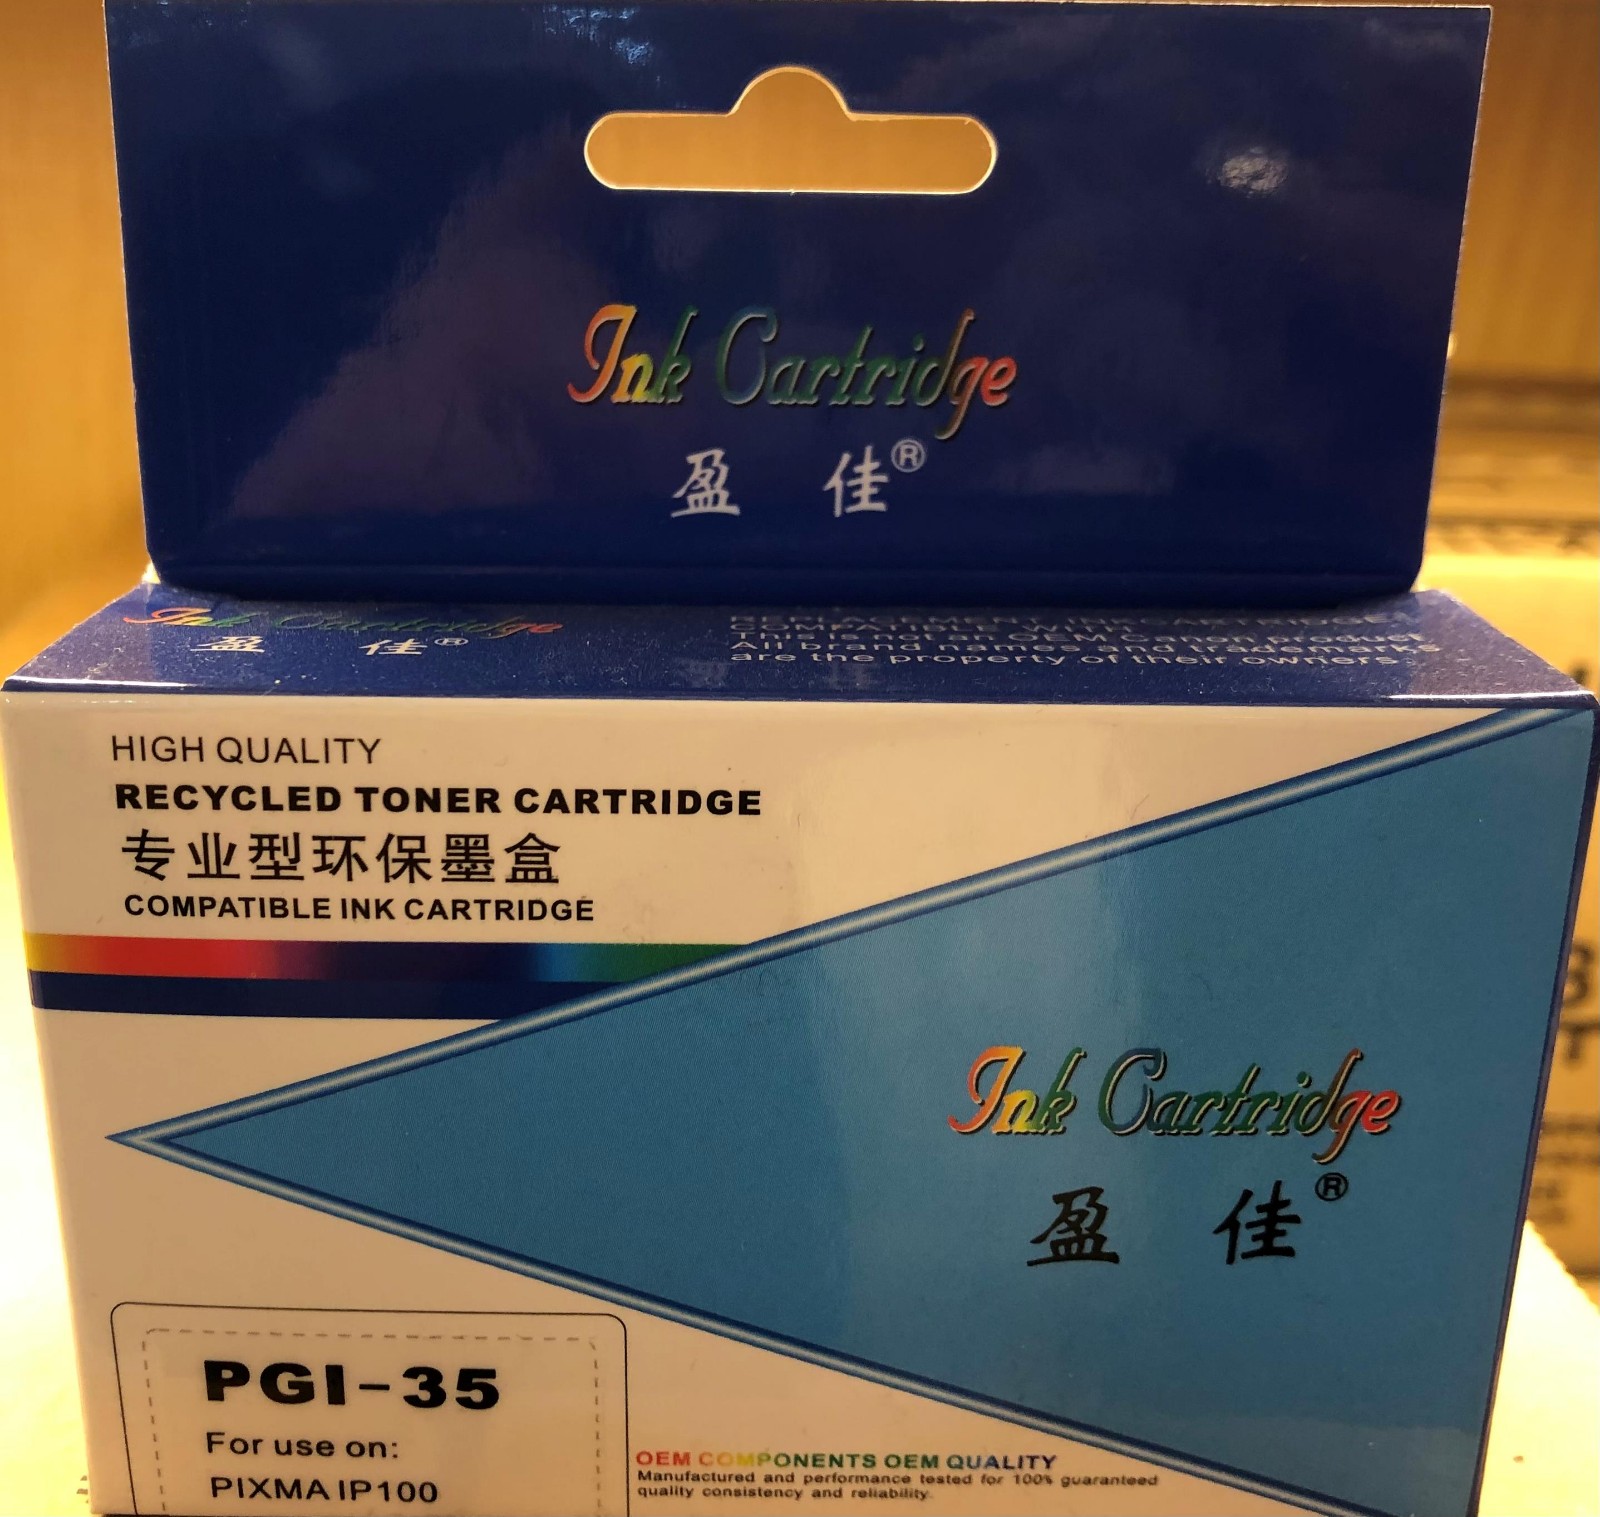 Ink Cartridge
盈 佳®
Ink Cartridge
盈 佳®
This is not an OEM Canon product
All brand names and trademarks
are the property of their owners.
HIGH QUALITY
RECYCLED TONER CARTRIDGE
专业型环保墨盒
COMPATIBLE INK CARTRIDGE
Ink Cartridge
盈 佳®
PGI-35
For use on:
PIXMA IP100
OEM COMPONENTS OEM QUALITY
Manufactured and performance tested for 100% guaranteed
quality consistency and reliability.